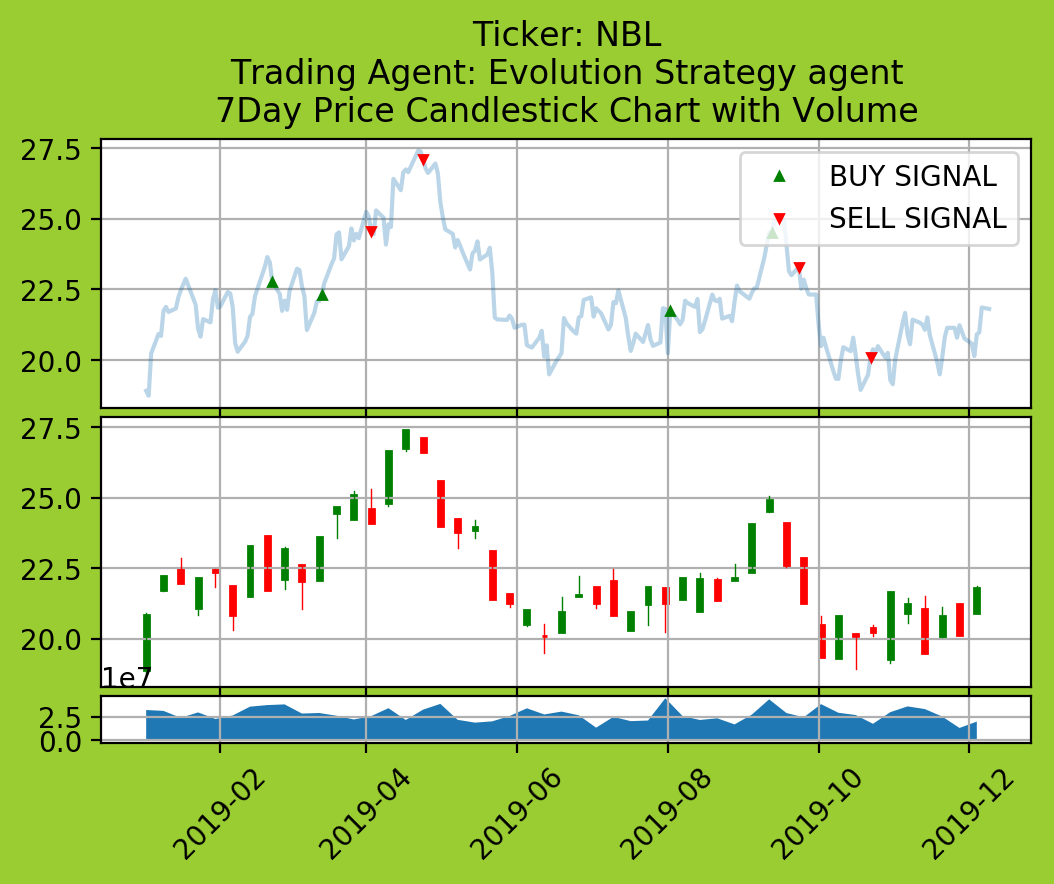 Ticker: NBL
Trading Agent: Evolution Strategy agent
7Day Price Candlestick Chart with Volume
27.5
25.0
22.5
20.0
BUY SIGNAL
SELL SIGNAL
27.5
25.0
22.5
20.0
1e7
2.5
0.0
2019-02
2019-04
2019-06
2019-08
2019-10
2019-12